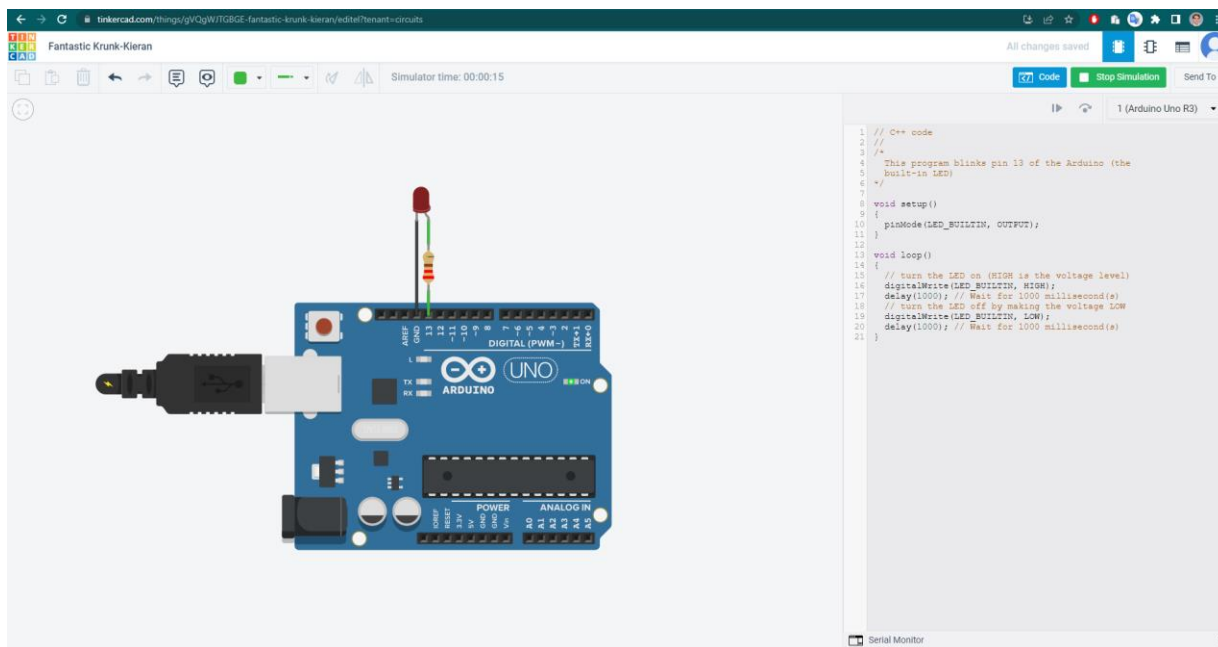 tinkercad.com/things/gVQgWJTGBGE-fantastic-krunk-kieran/editel?tenant=circuits
TIN
KER
CAD
Fantastic Krunk-Kieran
All changes saved
Simulator time: 00:00:15
Code
Stop Simulation
Send To
1 (Arduino Uno R3)
1 // C++ code
2 //
3 /*
4 This program blinks pin 13 of the Arduino (the
5 built-in LED)
6 */
7
8 void setup()
9 {
10 pinMode(LED_BUILTIN, OUTPUT);
11 }
12
13 void loop()
14 {
15 // turn the LED on (HIGH is the voltage level)
16 digitalWrite(LED_BUILTIN, HIGH);
17 delay(1000); // Wait for 1000 millisecond(s)
18 // turn the LED off by making the voltage LOW
19 digitalWrite(LED_BUILTIN, LOW);
20 delay(1000); // Wait for 1000 millisecond(s)
21 }
AREF
GND
13
12
~11
~10
~9
8
7
~6
~5
4
~3
2
TX→1
RX←0
DIGITAL (PWM~)
L
TX
RX
ARDUINO
UNO
ON
POWER
ANALOG IN
IOREF
RESET
3.3V
5V
GND
GND
Vin
A0
A1
A2
A3
A4
A5
Serial Monitor